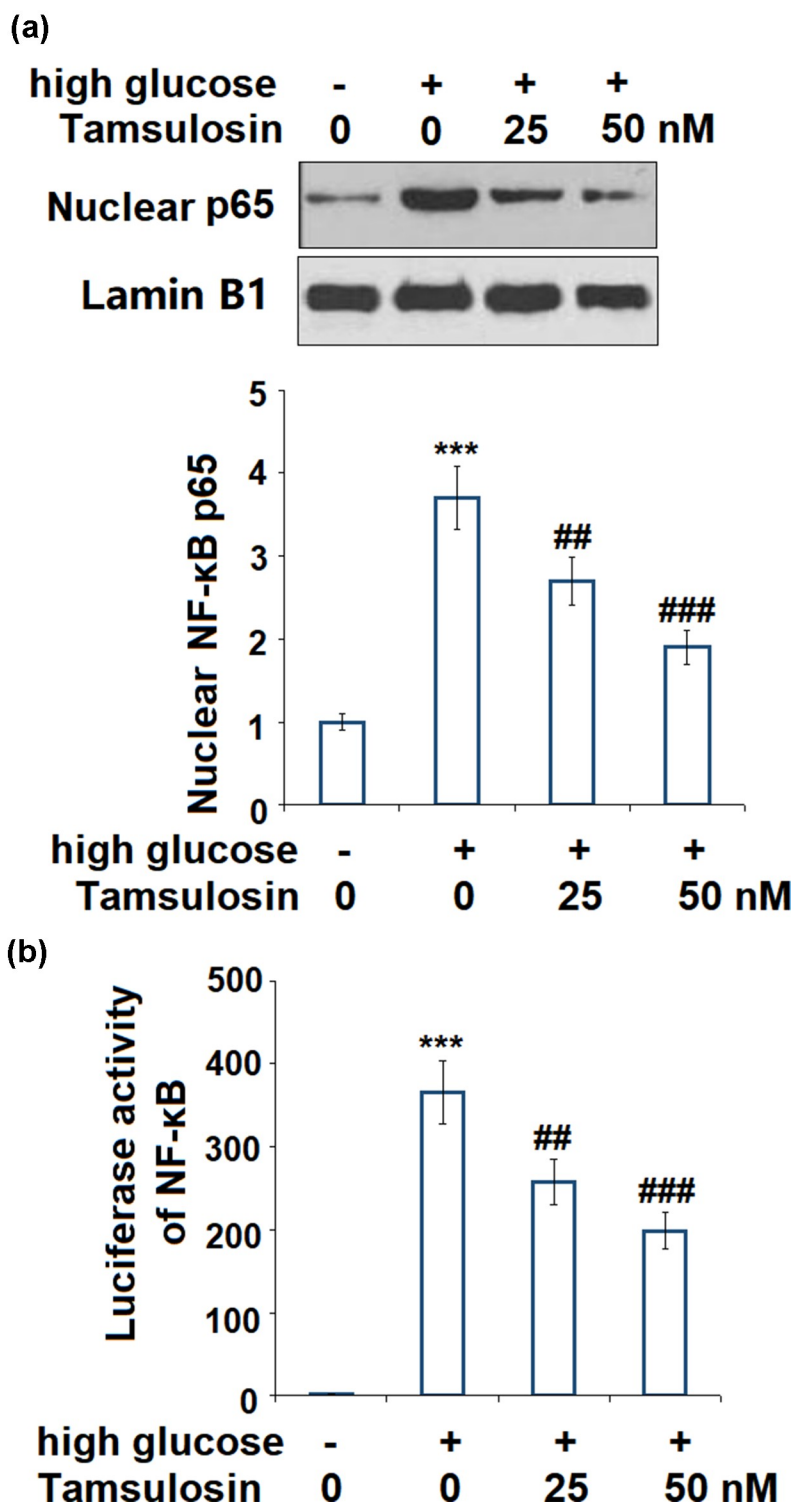 (a)
high glucose - + + +
Tamsulosin 0 0 25 50 nM
Nuclear p65
Lamin B1
Nuclear NF-κB p65
5
4
3
2
1
0
***
##
###
high glucose - + + +
Tamsulosin 0 0 25 50 nM
(b)
Luciferase activity
of NF-κB
500
400
300
200
100
0
***
##
###
high glucose - + + +
Tamsulosin 0 0 25 50 nM